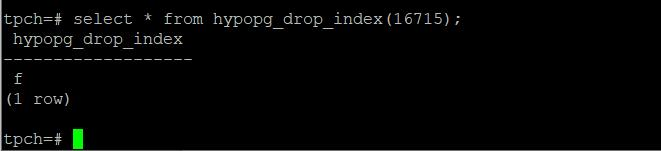 tpch=# select * from hypopg_drop_index(16715);
 hypopg_drop_index
-------------------
 f
(1 row)
tpch=#